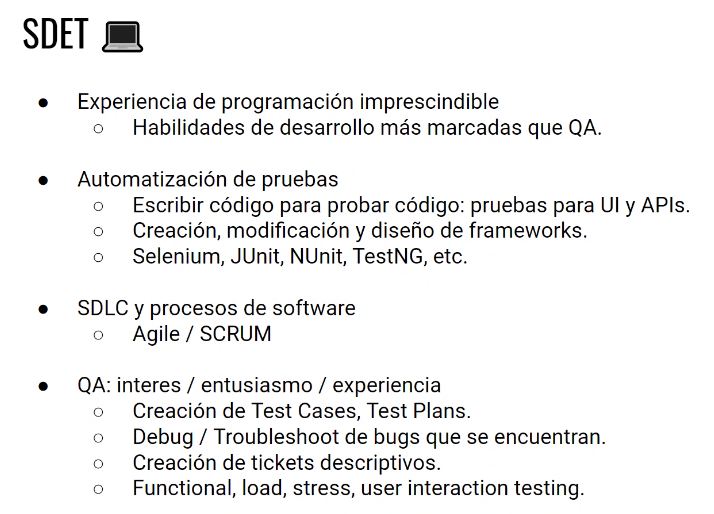 SDET
● Experiencia de programación imprescindible
○ Habilidades de desarrollo más marcadas que QA.
● Automatización de pruebas
○ Escribir código para probar código: pruebas para UI y APIs.
○ Creación, modificación y diseño de frameworks.
○ Selenium, JUnit, NUnit, TestNG, etc.
● SDLC y procesos de software
○ Agile / SCRUM
● QA: interes / entusiasmo / experiencia
○ Creación de Test Cases, Test Plans.
○ Debug / Troubleshoot de bugs que se encuentran.
○ Creación de tickets descriptivos.
○ Functional, load, stress, user interaction testing.